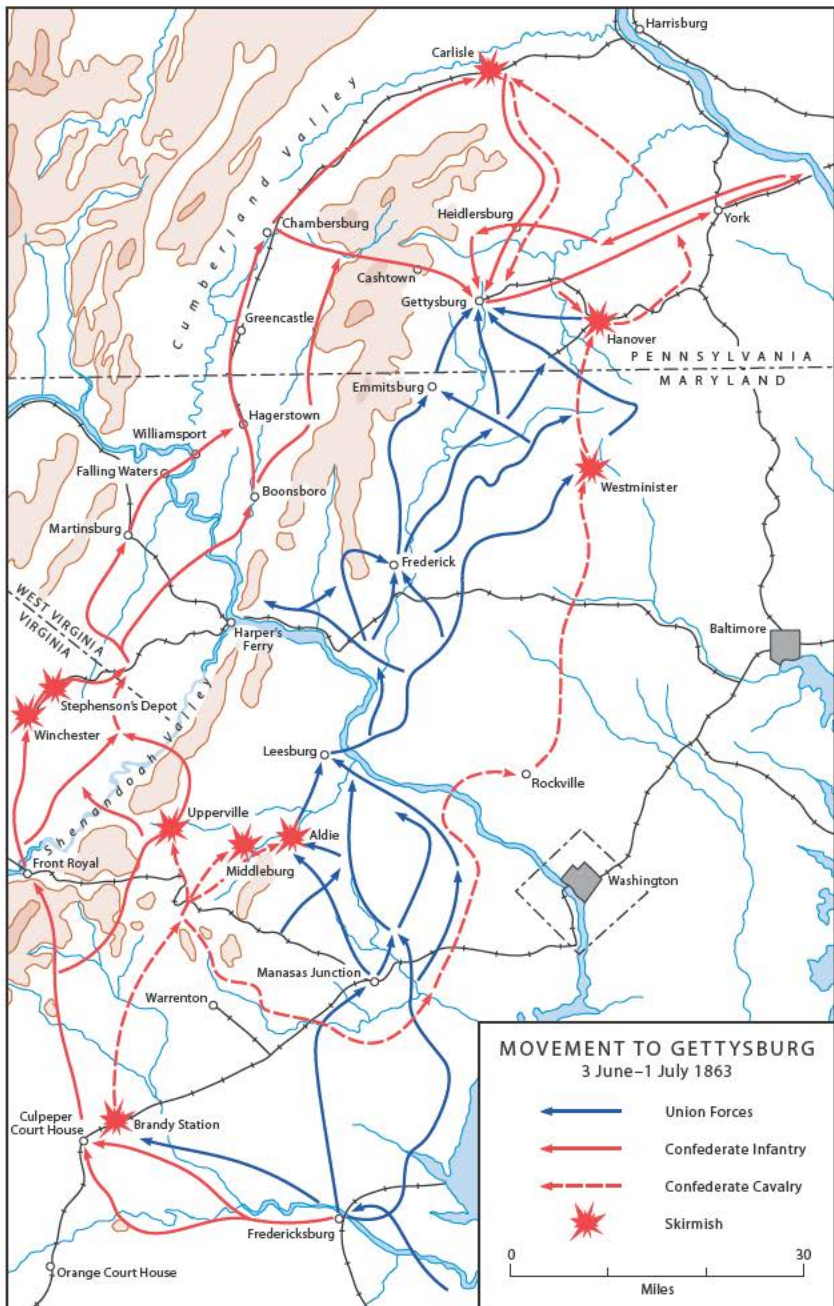 Harrisburg
Carlisle
Cumberland Valley
Chambersburg
Heidlersburg
York
Cashtown
Gettysburg
Greencastle
Hanover
PENNSYLVANIA
MARYLAND
Emmitsburg
Hagerstown
Williamsport
Falling Waters
Westminister
Boonsboro
Martinsburg
Frederick
WEST VIRGINIA
VIRGINIA
Harper's
Ferry
Baltimore
Stephenson's Depot
Winchester
Shenandoah Valley
Leesburg
Rockville
Upperville
Aldie
Front Royal
Middleburg
Washington
Manasas Junction
Warrenton
Culpeper
Court House
Brandy Station
Fredericksburg
Orange Court House
MOVEMENT TO GETTYSBURG
3 June–1 July 1863
Union Forces
Confederate Infantry
Confederate Cavalry
Skirmish
0 30
Miles